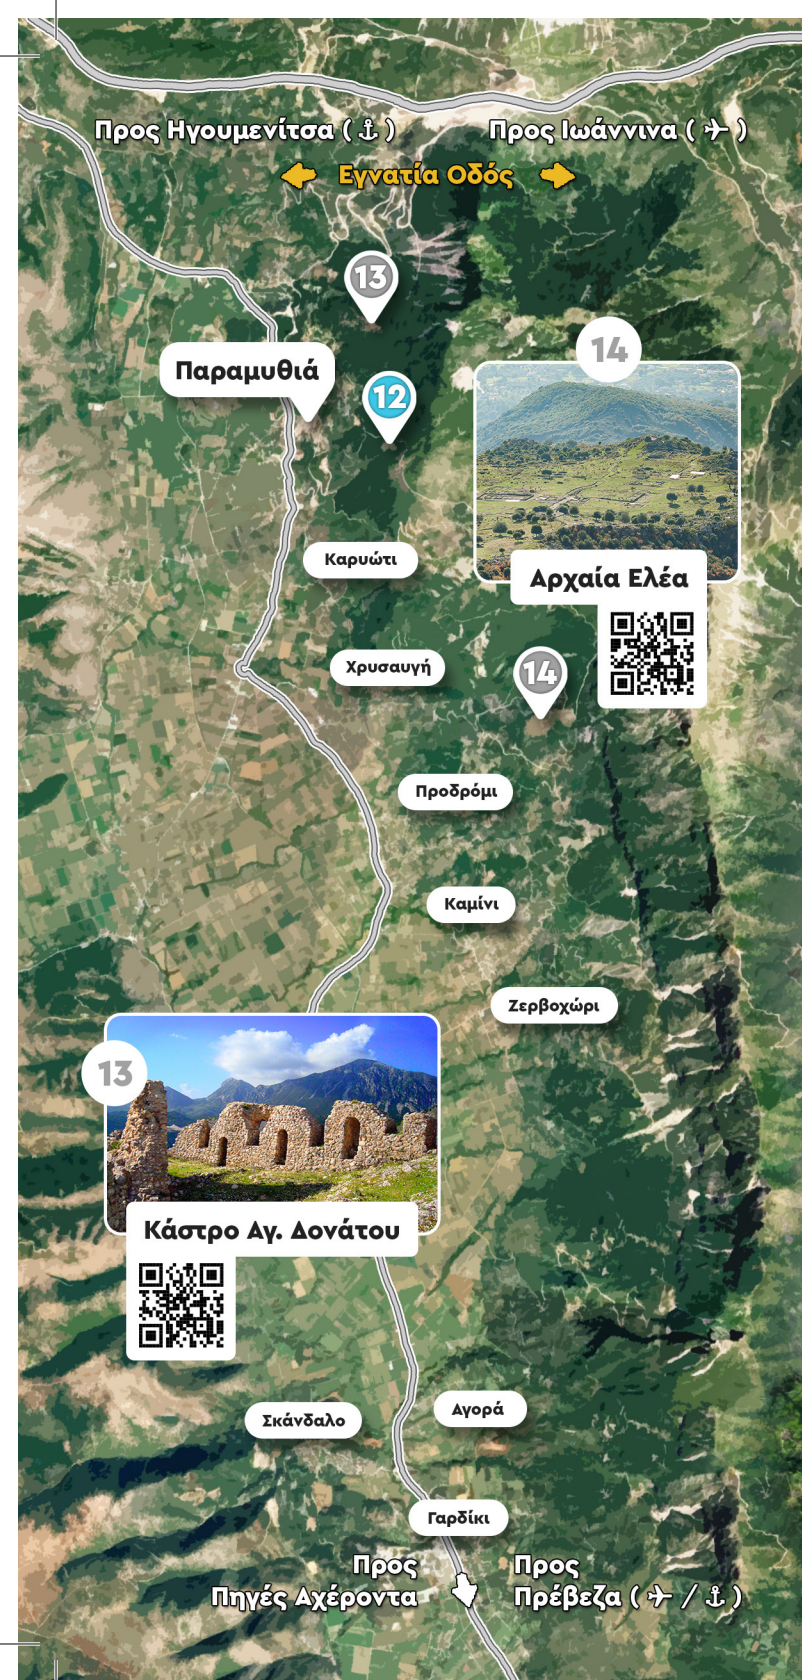 Προς Ηγουμενίτσα ( ⚓ )
Προς Ιωάννινα ( ✈ )
Εγνατία Οδός
13
14
Παραμυθιά
12
Καρυώτι
Αρχαία Ελέα
Χρυσαυγή
14
Προδρόμι
Καμίνι
Ζερβοχώρι
13
Κάστρο Αγ. Δονάτου
Αγορά
Σκάνδαλο
Γαρδίκι
Προς
Πηγές Αχέροντα
Προς
Πρέβεζα ( ✈ / ⚓ )